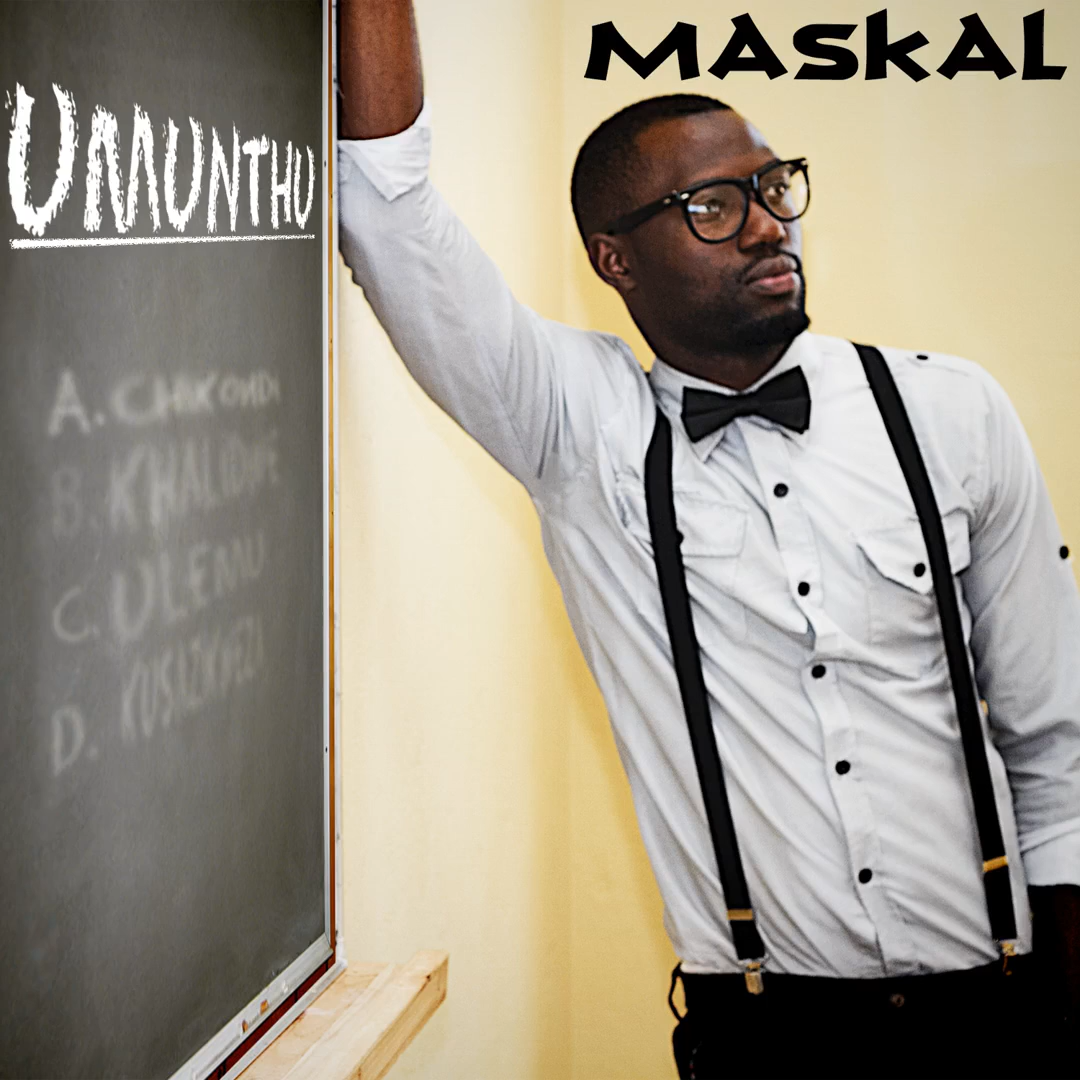 MASKAL
UMUNTHU
A. CHIKONDI
B. KHALIDWE
C. ULEMU
D.